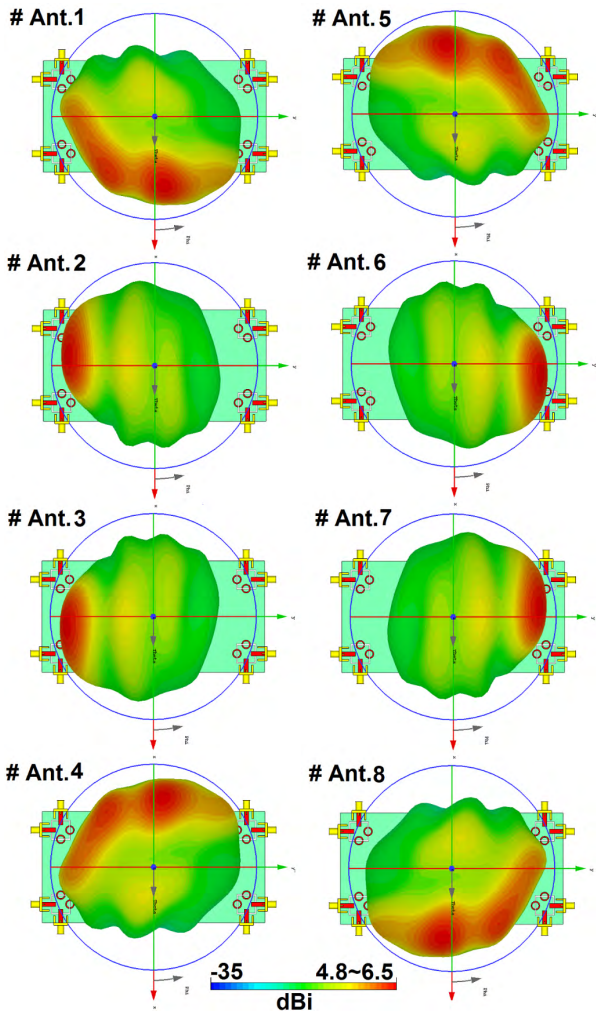 # Ant.1
# Ant.5
# Ant.2
# Ant.6
# Ant.3
# Ant.7
# Ant.4
# Ant.8
-35
4.8~6.5
dBi